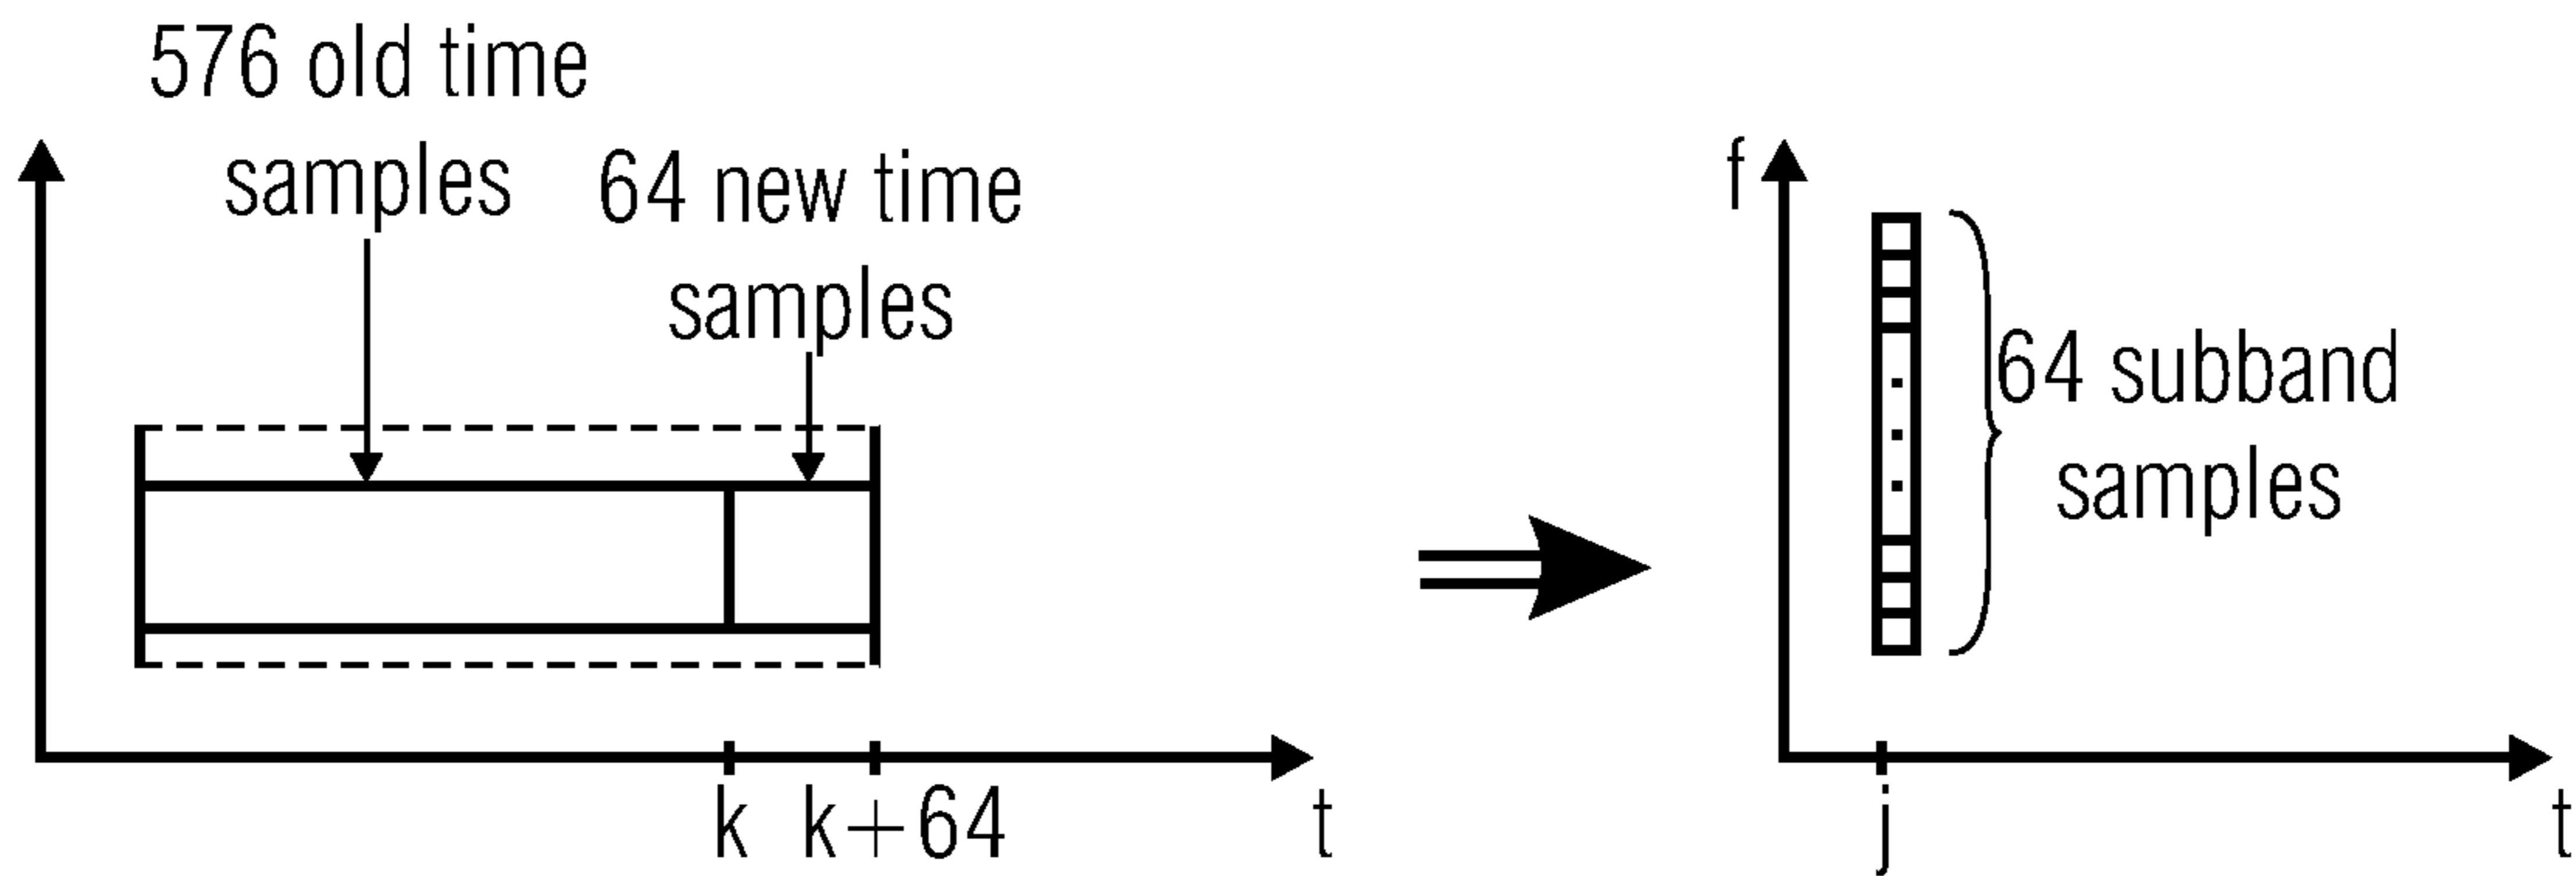 576 old time
samples
64 new time
samples
k
k+64
t
f
64 subband
samples
j
t